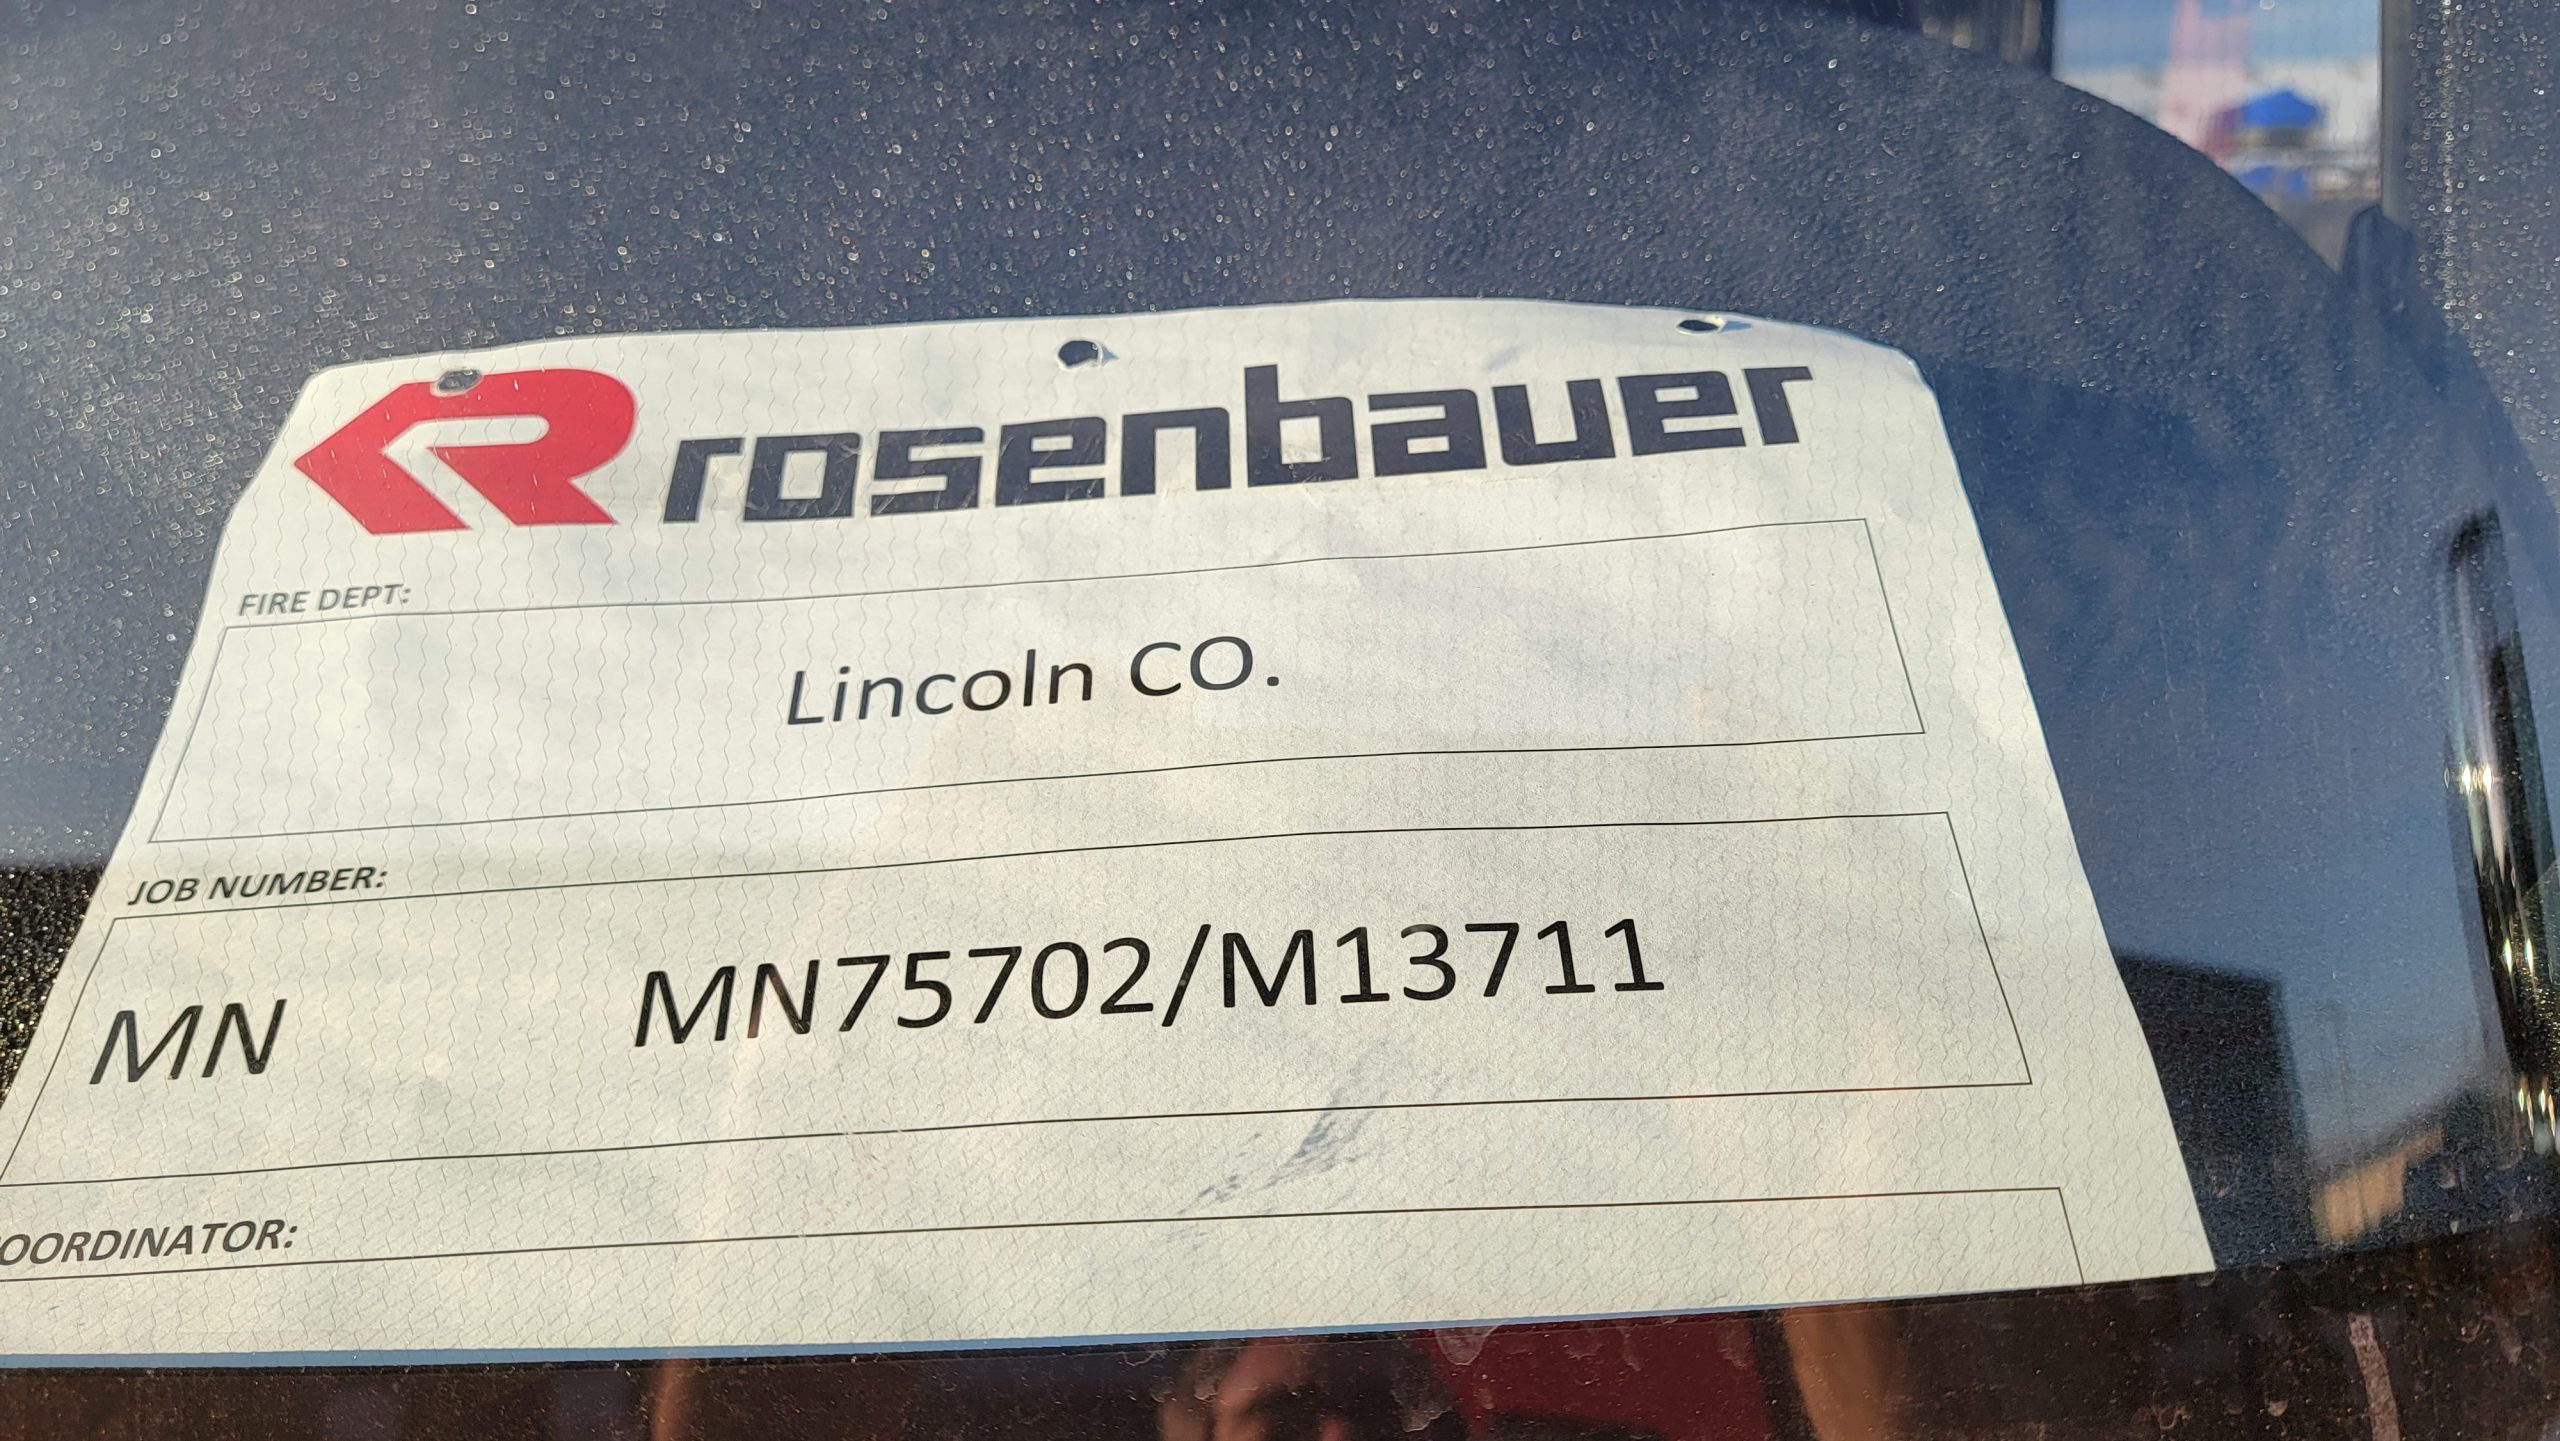 rosenbauer
FIRE DEPT:
Lincoln CO.
JOB NUMBER:
MN MN75702/M13711
OORDINATOR: